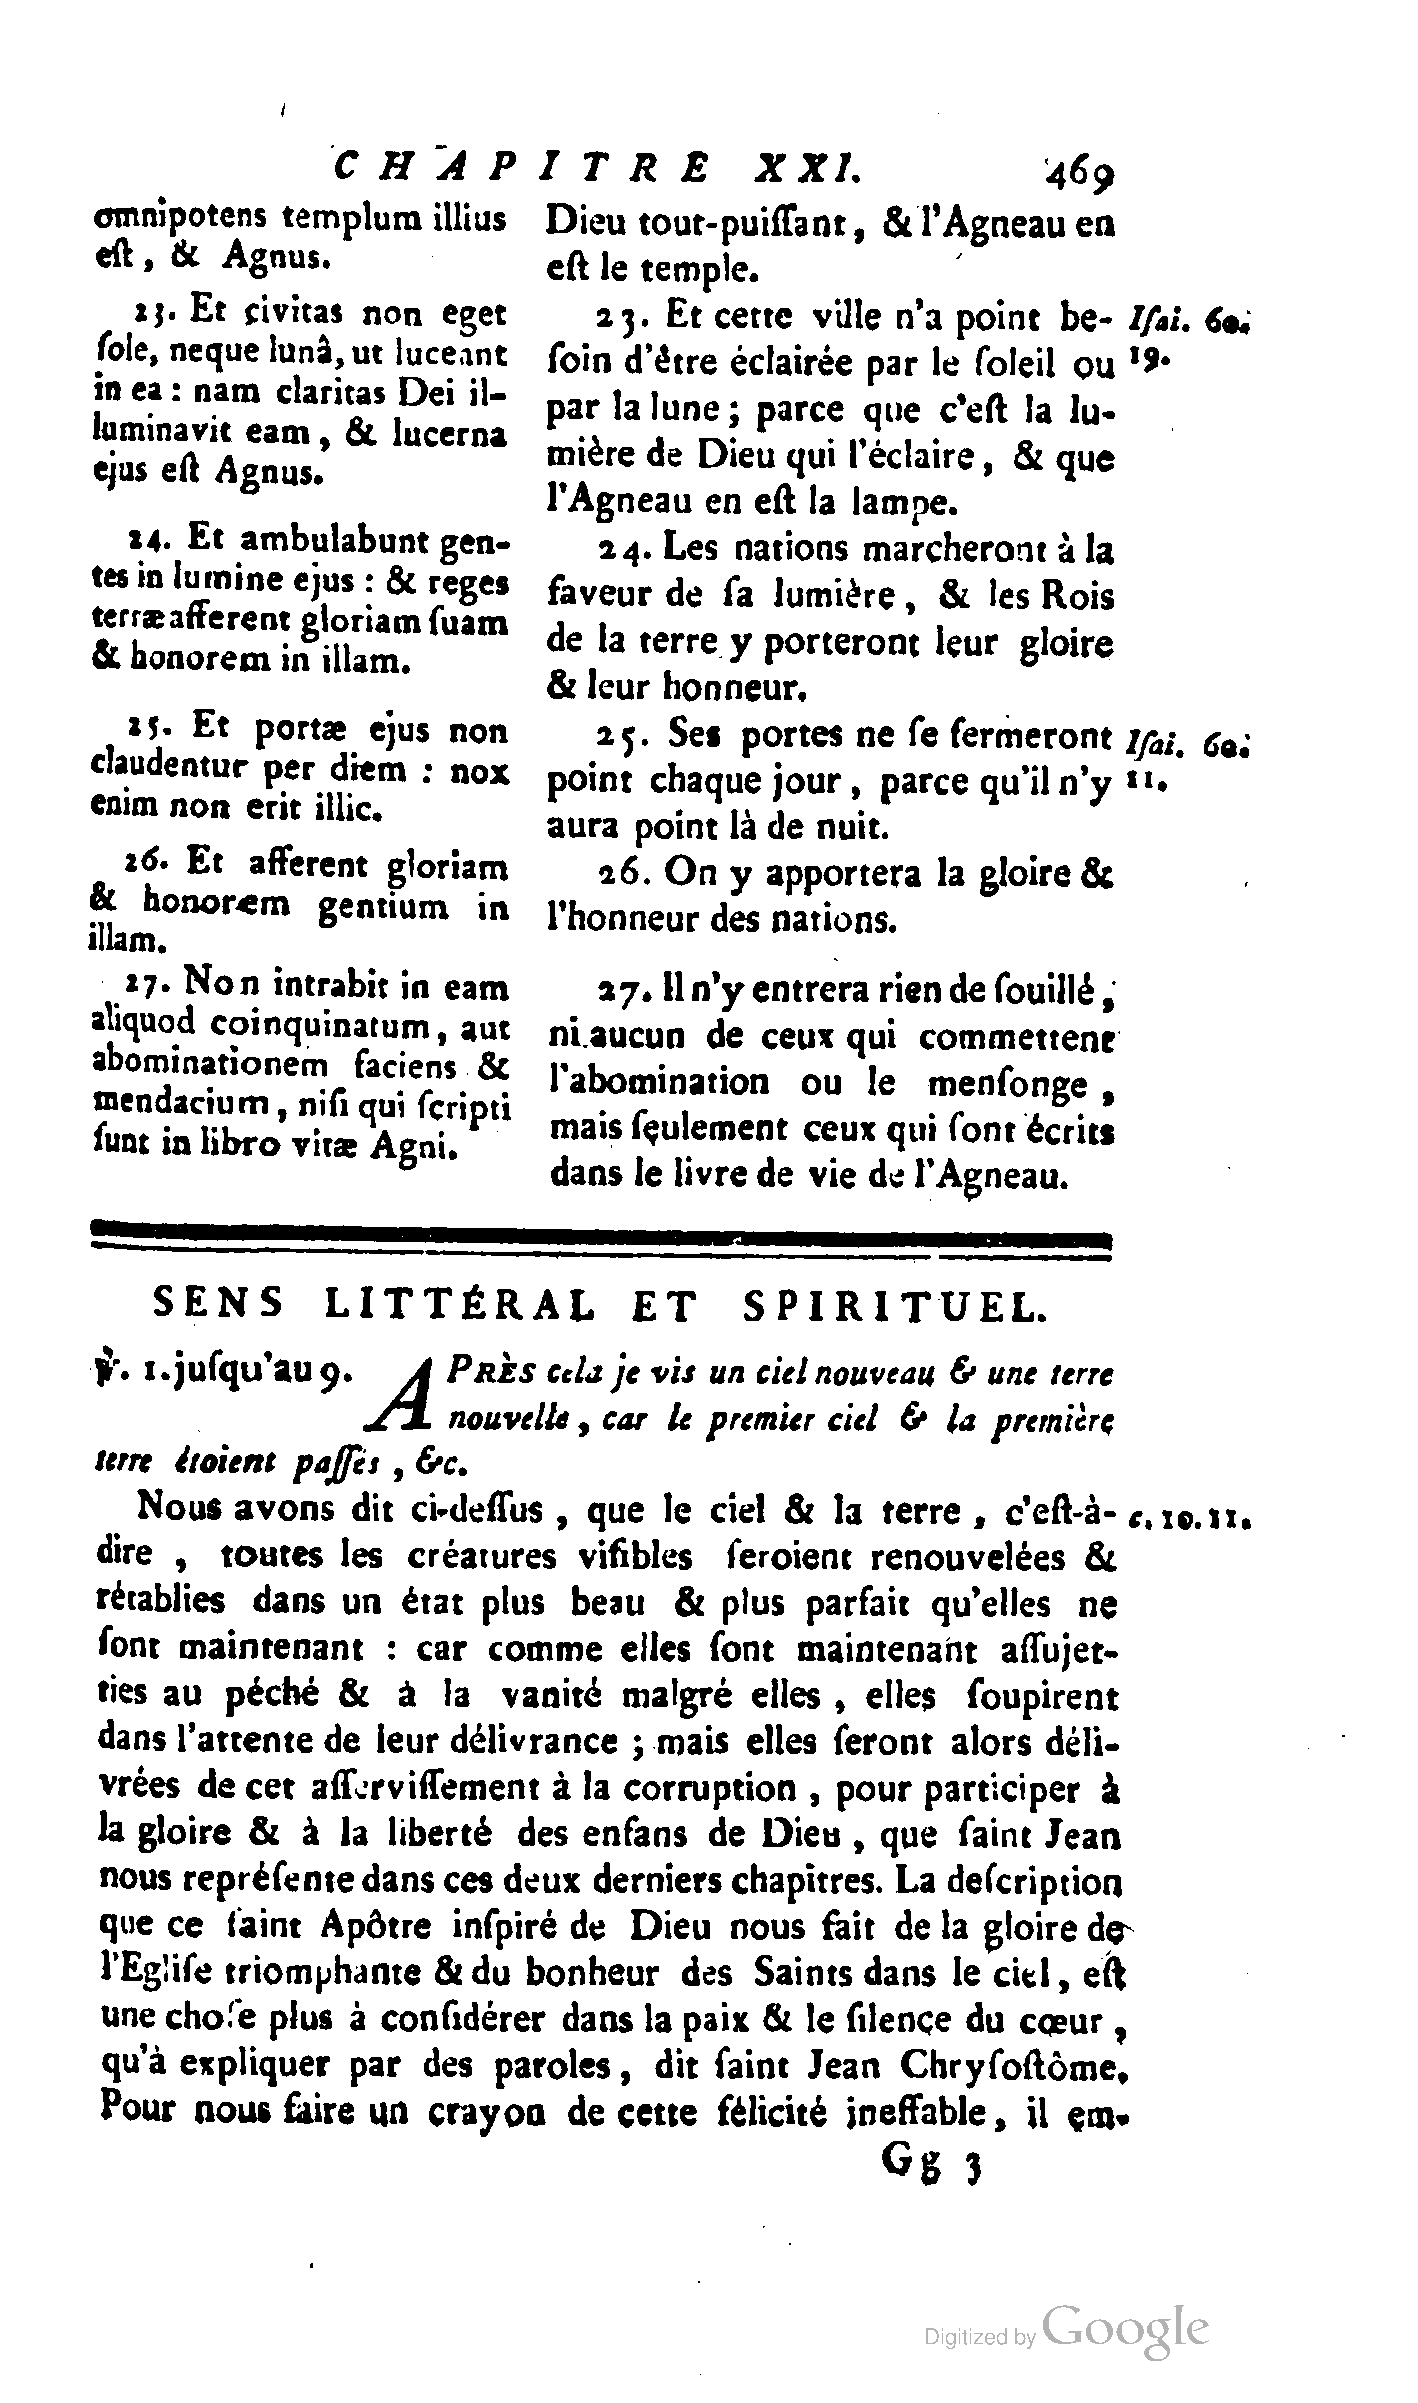 CHAPITRE XXI. 469
omnipotens templum illius
eſt, & Agnus.
23. Et civitas non eget
ſole, neque lunâ, ut luceant
in ea : nam claritas Dei il-
luminavit eam, & lucerna
ejus eſt Agnus.
24. Et ambulabunt gen-
tes in lumine ejus : & reges
terræ afferent gloriam ſuam
& honorem in illam.
25. Et portæ ejus non
claudentur per diem : nox
enim non erit illic.
26. Et afferent gloriam
& honorem gentium in
illam.
27. Non intrabit in eam
aliquod coinquinatum, aut
abominationem faciens &
mendacium, niſi qui ſcripti
ſunt in libro vitæ Agni.
Dieu tout-puiſſant, & l'Agneau en
eſt le temple.
23. Et cette ville n'a point be-
ſoin d'être éclairée par le ſoleil ou
par la lune; parce que c'eſt la lu-
mière de Dieu qui l'éclaire, & que
l'Agneau en eſt la lampe.
24. Les nations marcheront à la
faveur de ſa lumière, & les Rois
de la terre y porteront leur gloire
& leur honneur.
25. Ses portes ne ſe fermeront
point chaque jour, parce qu'il n'y
aura point là de nuit.
26. On y apportera la gloire &
l'honneur des nations.
27. Il n'y entrera rien de ſouillé,
ni aucun de ceux qui commettent
l'abomination ou le menſonge,
mais ſeulement ceux qui ſont écrits
dans le livre de vie de l'Agneau.
Iſai. 60.
19.
Iſai. 60.
11.
SENS LITTÉRAL ET SPIRITUEL.
℣. 1. juſqu'au 9. APRÈS cela je vis un ciel nouveau & une terre
nouvelle, car le premier ciel & la première
terre étoient paſſés, &c.
Nous avons dit ci-deſſus, que le ciel & la terre, c'eſt-à- c. 10. 11.
dire, toutes les créatures viſibles ſeroient renouvelées &
rétablies dans un état plus beau & plus parfait qu'elles ne
ſont maintenant : car comme elles ſont maintenant aſſujet-
ties au péché & à la vanité malgré elles, elles ſoupirent
dans l'attente de leur délivrance ; mais elles ſeront alors déli-
vrées de cet aſſerviſſement à la corruption, pour participer à
la gloire & à la liberté des enfans de Dieu, que ſaint Jean
nous repréſente dans ces deux derniers chapitres. La deſcription
que ce ſaint Apôtre inſpiré de Dieu nous fait de la gloire de
l'Egliſe triomphante & du bonheur des Saints dans le ciel, eſt
une choſe plus à conſidérer dans la paix & le ſilence du cœur,
qu'à expliquer par des paroles, dit ſaint Jean Chryſoſtôme.
Pour nous faire un crayon de cette félicité ineffable, il em-
Gg 3
Digitized by Google